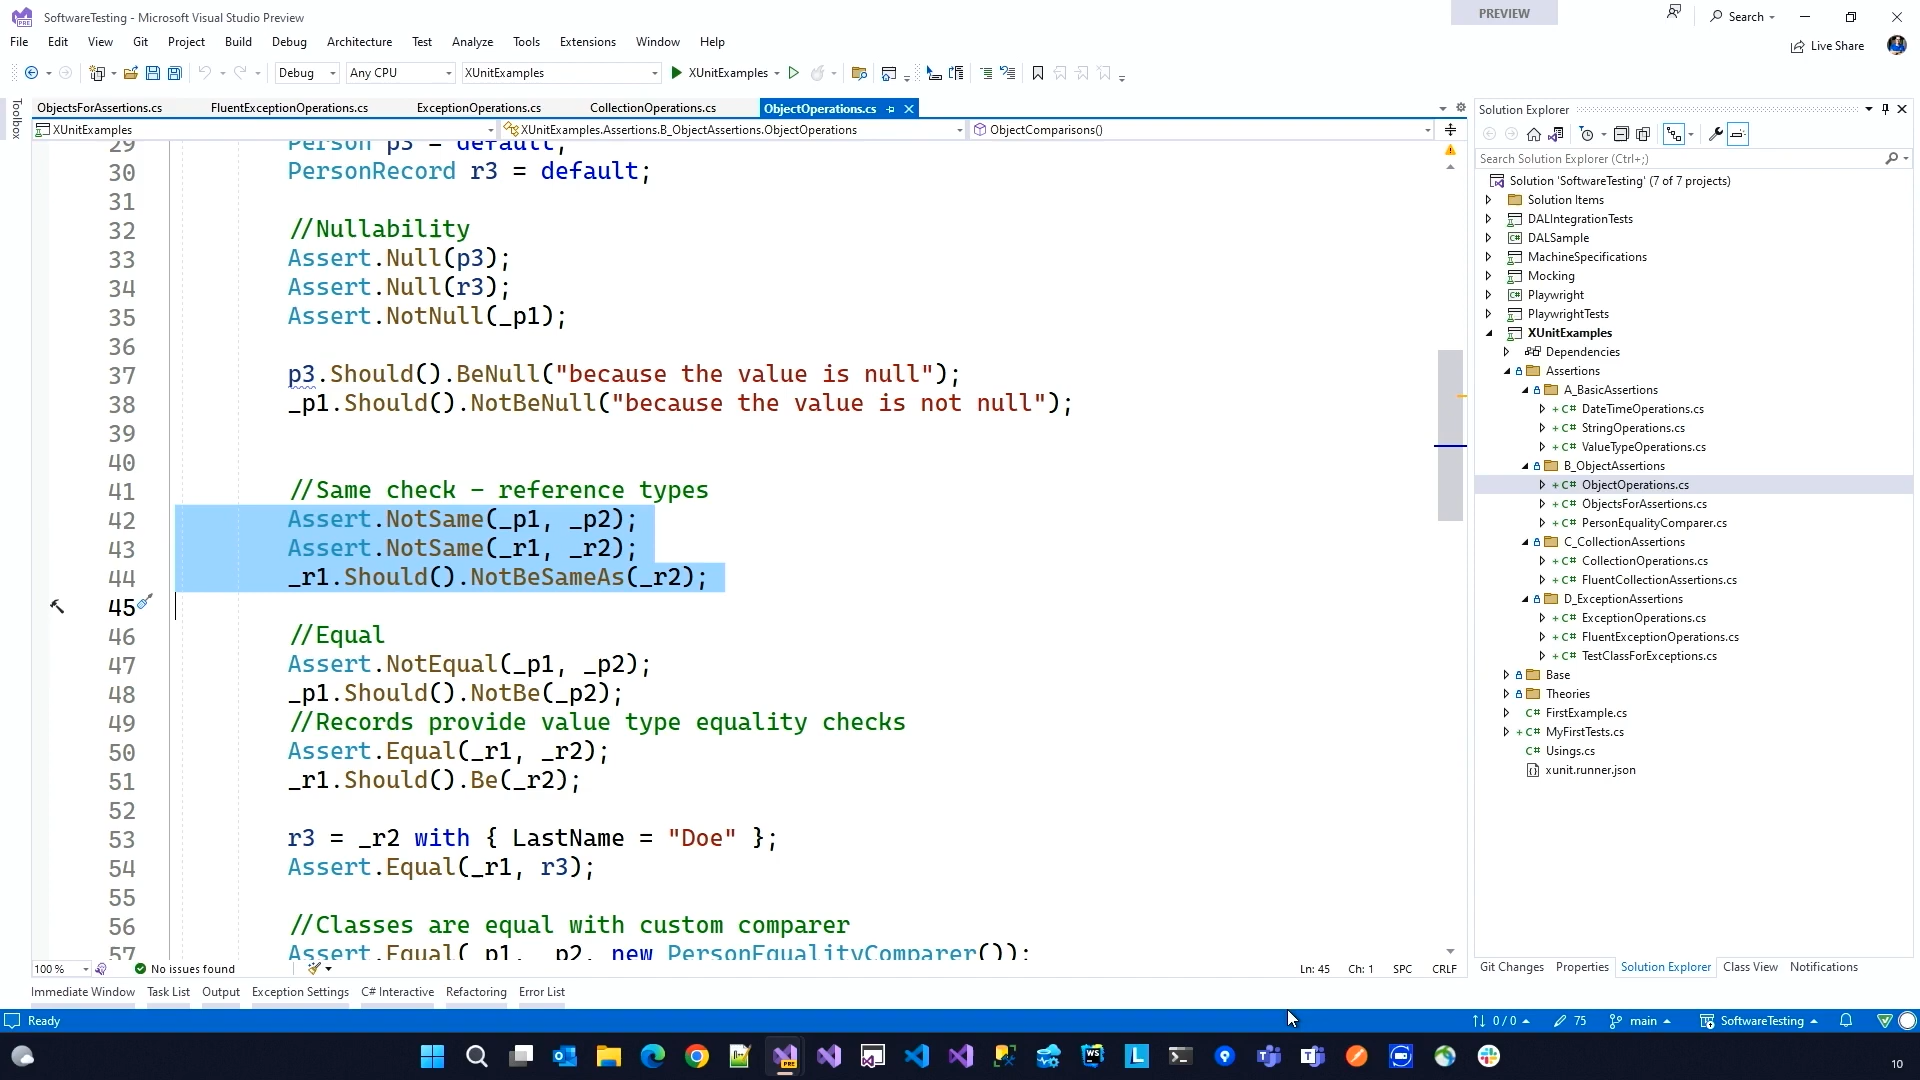 SoftwareTesting - Microsoft Visual Studio Preview
PREVIEW
Search
File Edit View Git Project Build Debug Architecture Test Analyze Tools Extensions Window Help
Live Share
Debug Any CPU XUnitExamples XUnitExamples
Toolbox
ObjectsForAssertions.cs FluentExceptionOperations.cs ExceptionOperations.cs CollectionOperations.cs ObjectOperations.cs
XUnitExamples XUnitExamples.Assertions.B_ObjectAssertions.ObjectOperations ObjectComparisons()
29 Person p3 = default;
30 PersonRecord r3 = default;
31
32 //Nullability
33 Assert.Null(p3);
34 Assert.Null(r3);
35 Assert.NotNull(_p1);
36
37 p3.Should().BeNull("because the value is null");
38 _p1.Should().NotBeNull("because the value is not null");
39
40
41 //Same check - reference types
42 Assert.NotSame(_p1, _p2);
43 Assert.NotSame(_r1, _r2);
44 _r1.Should().NotBeSameAs(_r2);
45
46 //Equal
47 Assert.NotEqual(_p1, _p2);
48 _p1.Should().NotBe(_p2);
49 //Records provide value type equality checks
50 Assert.Equal(_r1, _r2);
51 _r1.Should().Be(_r2);
52
53 r3 = _r2 with { LastName = "Doe" };
54 Assert.Equal(_r1, r3);
55
56 //Classes are equal with custom comparer
57 Assert.Equal(_p1, _p2, new PersonEqualityComparer());
100 % No issues found Ln: 45 Ch: 1 SPC CRLF
Immediate Window Task List Output Exception Settings C# Interactive Refactoring Error List
Solution Explorer
Search Solution Explorer (Ctrl+;)
Solution 'SoftwareTesting' (7 of 7 projects)
Solution Items
DALIntegrationTests
DALSample
MachineSpecifications
Mocking
Playwright
PlaywrightTests
XUnitExamples
Dependencies
Assertions
A_BasicAssertions
C# DateTimeOperations.cs
C# StringOperations.cs
C# ValueTypeOperations.cs
B_ObjectAssertions
C# ObjectOperations.cs
C# ObjectsForAssertions.cs
C# PersonEqualityComparer.cs
C_CollectionAssertions
C# CollectionOperations.cs
C# FluentCollectionAssertions.cs
D_ExceptionAssertions
C# ExceptionOperations.cs
C# FluentExceptionOperations.cs
C# TestClassForExceptions.cs
Base
Theories
C# FirstExample.cs
C# MyFirstTests.cs
C# Usings.cs
xunit.runner.json
Git Changes Properties Solution Explorer Class View Notifications
Ready 0 / 0 75 main SoftwareTesting
10